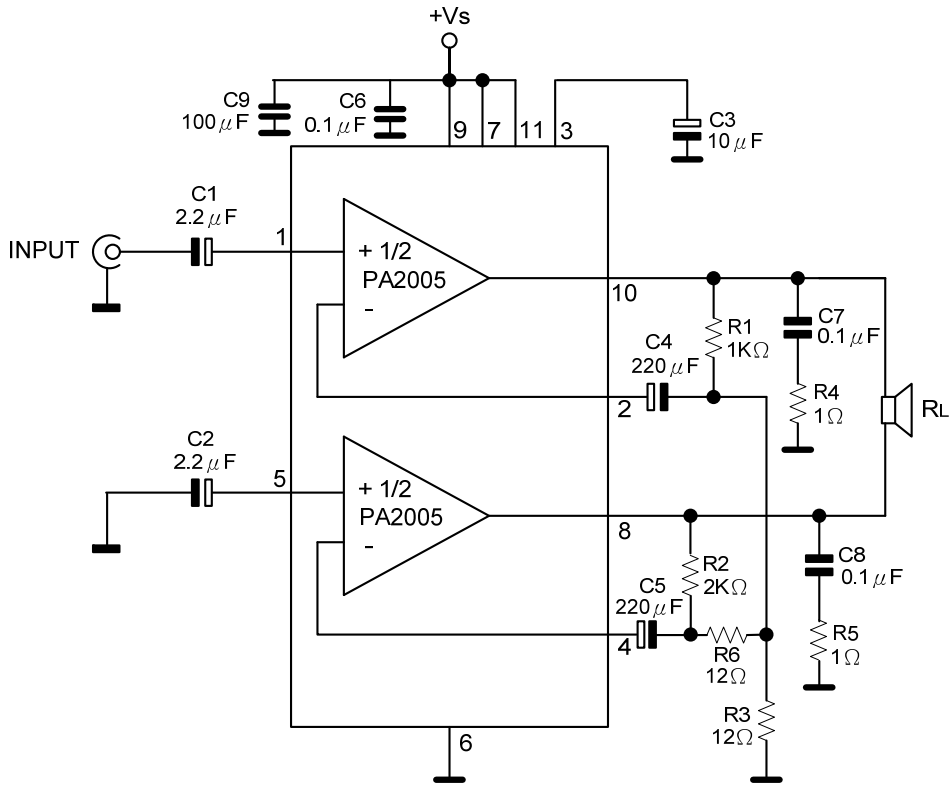 +Vs
C9
100μF
C6
0.1μF
9
7
11
3
C3
10μF
C1
2.2μF
INPUT
1
+ 1/2
PA2005
-
10
C7
0.1μF
R1
1KΩ
C4
220μF
2
R4
1Ω
RL
C2
2.2μF
5
+ 1/2
PA2005
-
8
C8
0.1μF
R2
2KΩ
C5
220μF
4
R6
12Ω
R5
1Ω
R3
12Ω
6